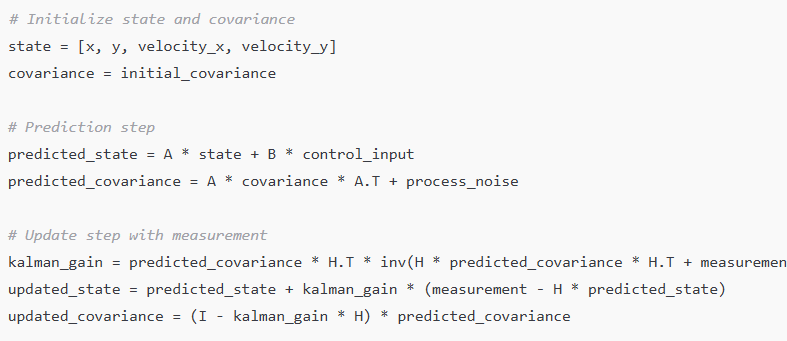 # Initialize state and covariance
state = [x, y, velocity_x, velocity_y]
covariance = initial_covariance
# Prediction step
predicted_state = A * state + B * control_input
predicted_covariance = A * covariance * A.T + process_noise
# Update step with measurement
kalman_gain = predicted_covariance * H.T * inv(H * predicted_covariance * H.T + measuremen
updated_state = predicted_state + kalman_gain * (measurement - H * predicted_state)
updated_covariance = (I - kalman_gain * H) * predicted_covariance